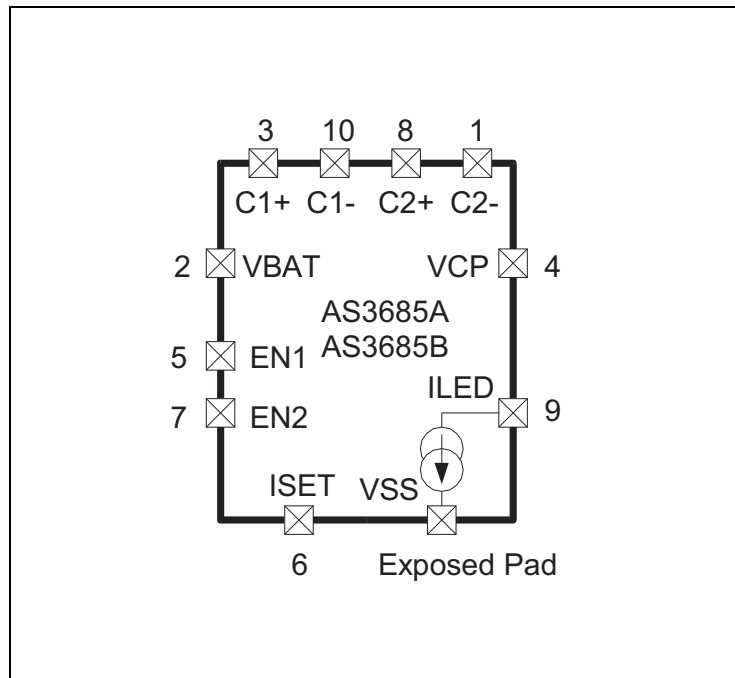 3 10 8 1
C1+ C1- C2+ C2-
2 VBAT VCP 4
AS3685A
AS3685B
5 EN1
ILED
7 EN2 9
ISET VSS
6 Exposed Pad